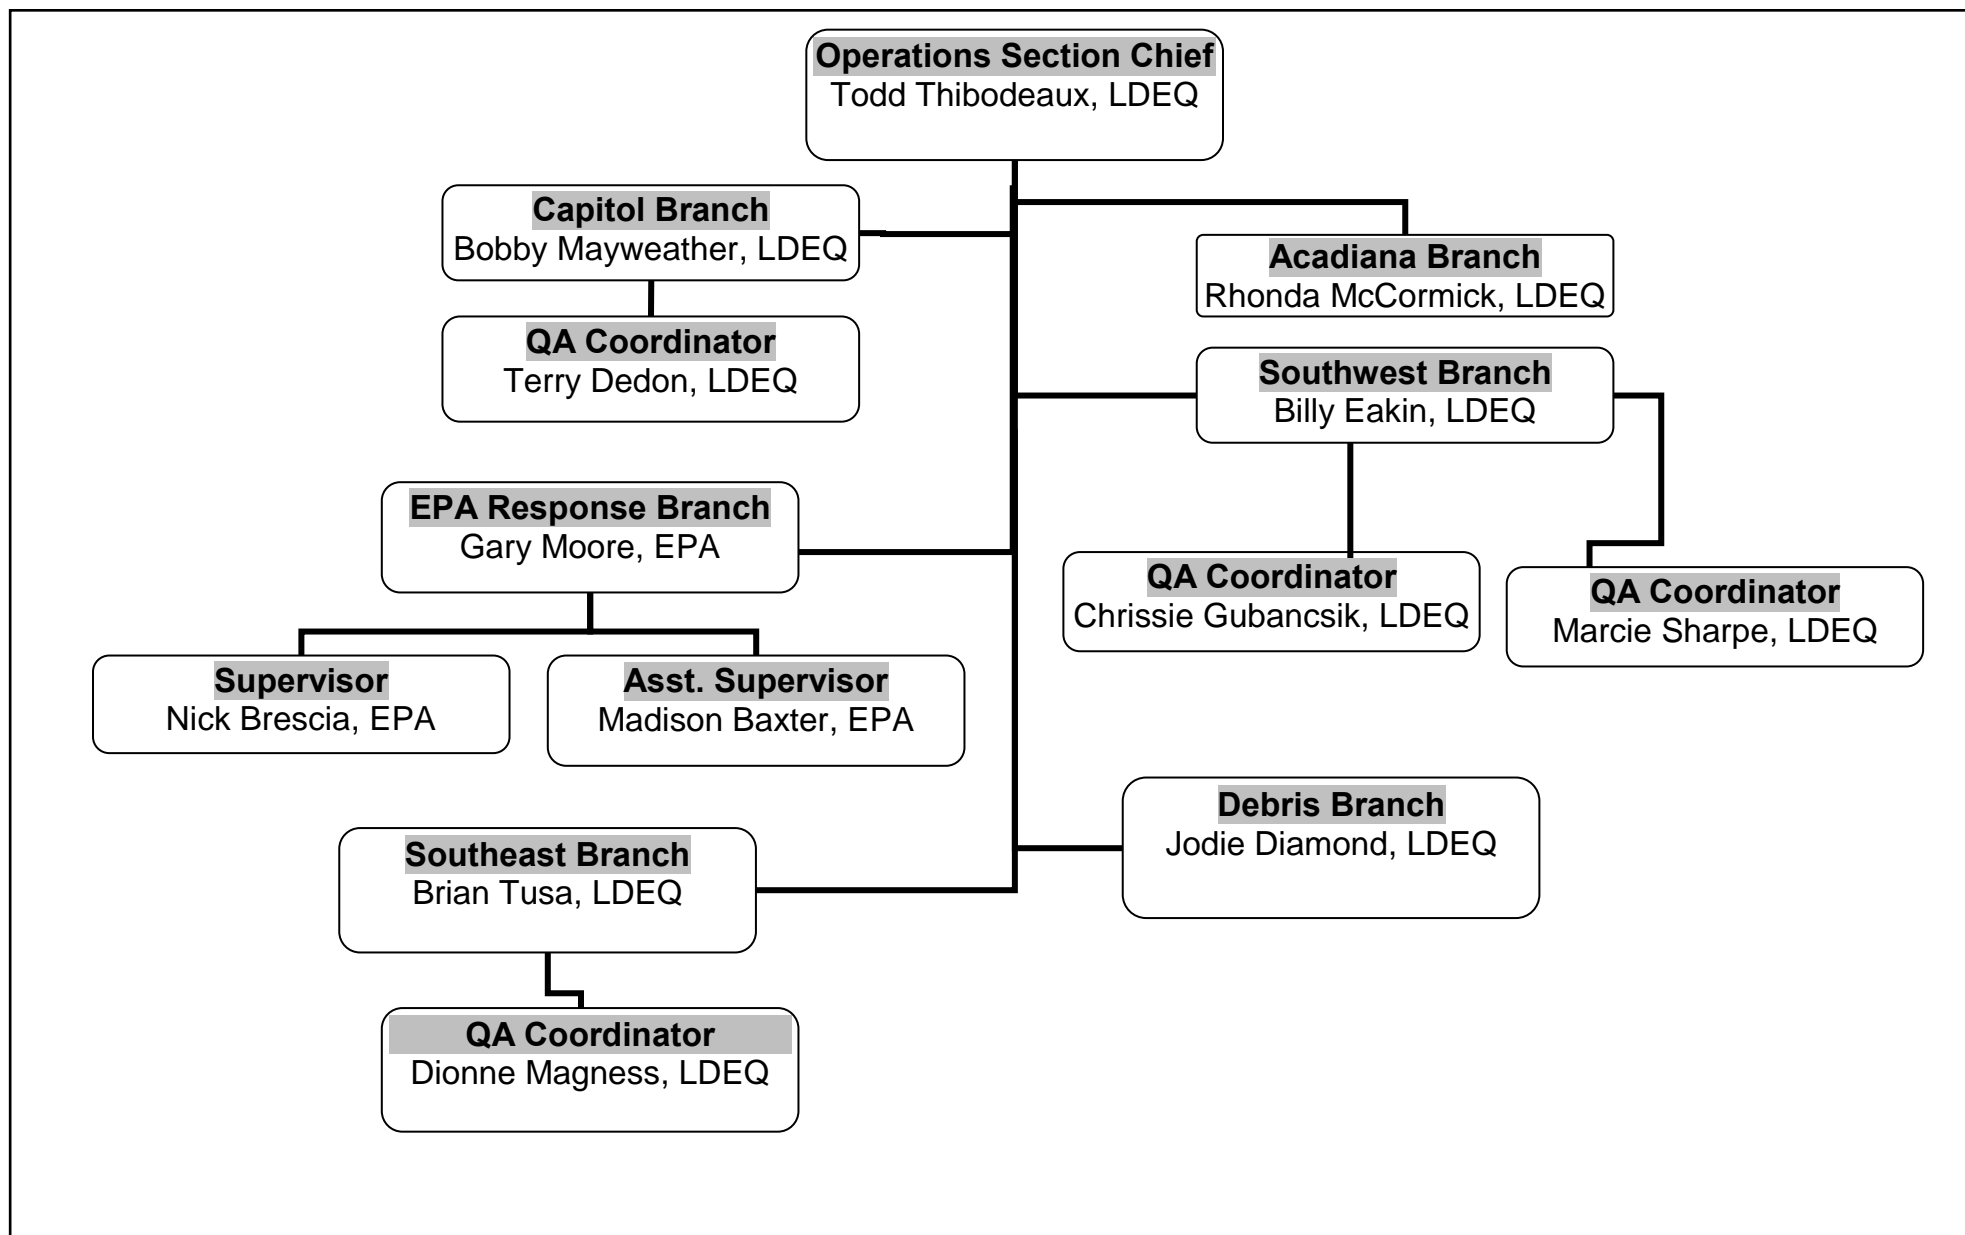 Operations Section Chief
Todd Thibodeaux, LDEQ
Capitol Branch
Bobby Mayweather, LDEQ
Acadiana Branch
Rhonda McCormick, LDEQ
QA Coordinator
Terry Dedon, LDEQ
Southwest Branch
Billy Eakin, LDEQ
EPA Response Branch
Gary Moore, EPA
QA Coordinator
Chrissie Gubancsik, LDEQ
QA Coordinator
Marcie Sharpe, LDEQ
Supervisor
Nick Brescia, EPA
Asst. Supervisor
Madison Baxter, EPA
Debris Branch
Jodie Diamond, LDEQ
Southeast Branch
Brian Tusa, LDEQ
QA Coordinator
Dionne Magness, LDEQ